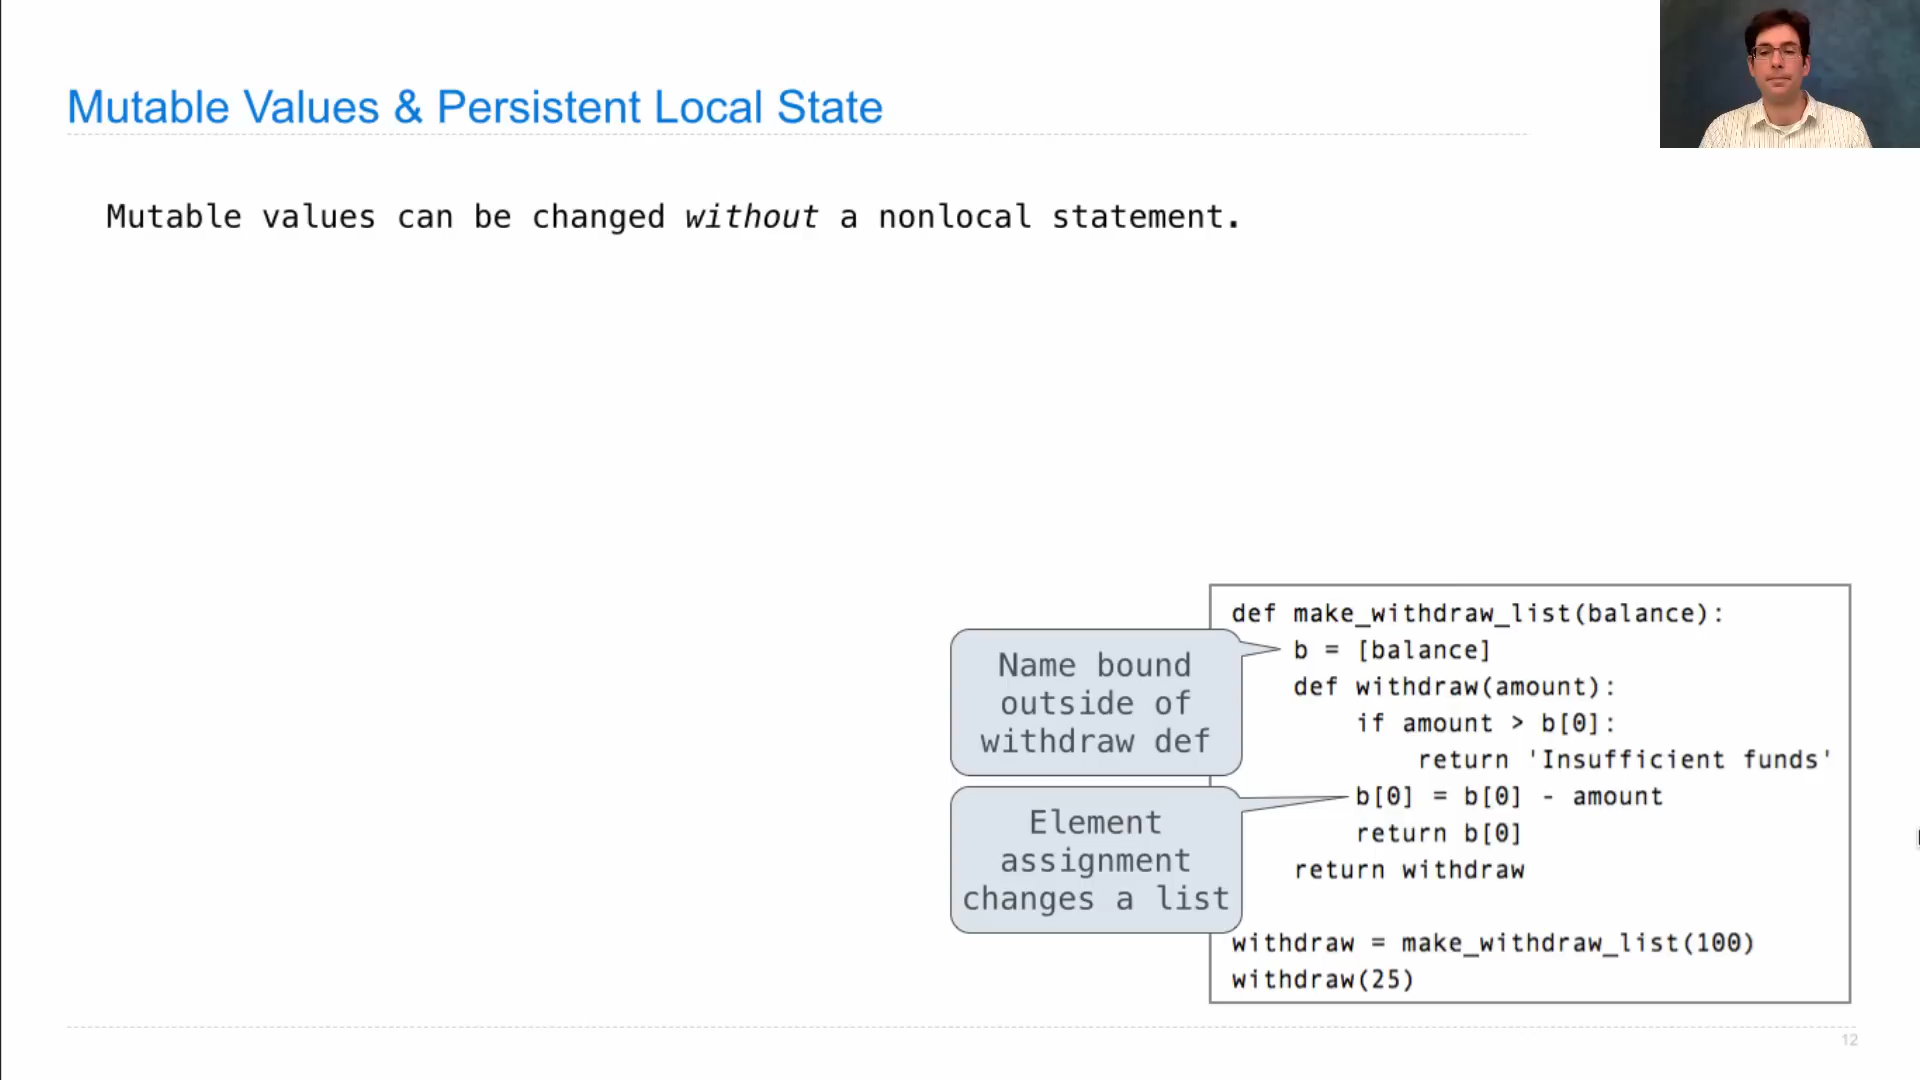 Mutable Values & Persistent Local State
Mutable values can be changed without a nonlocal statement.
Name bound
outside of
withdraw def
Element
assignment
changes a list
def make_withdraw_list(balance):
    b = [balance]
    def withdraw(amount):
        if amount > b[0]:
            return 'Insufficient funds'
        b[0] = b[0] - amount
        return b[0]
    return withdraw
withdraw = make_withdraw_list(100)
withdraw(25)
12